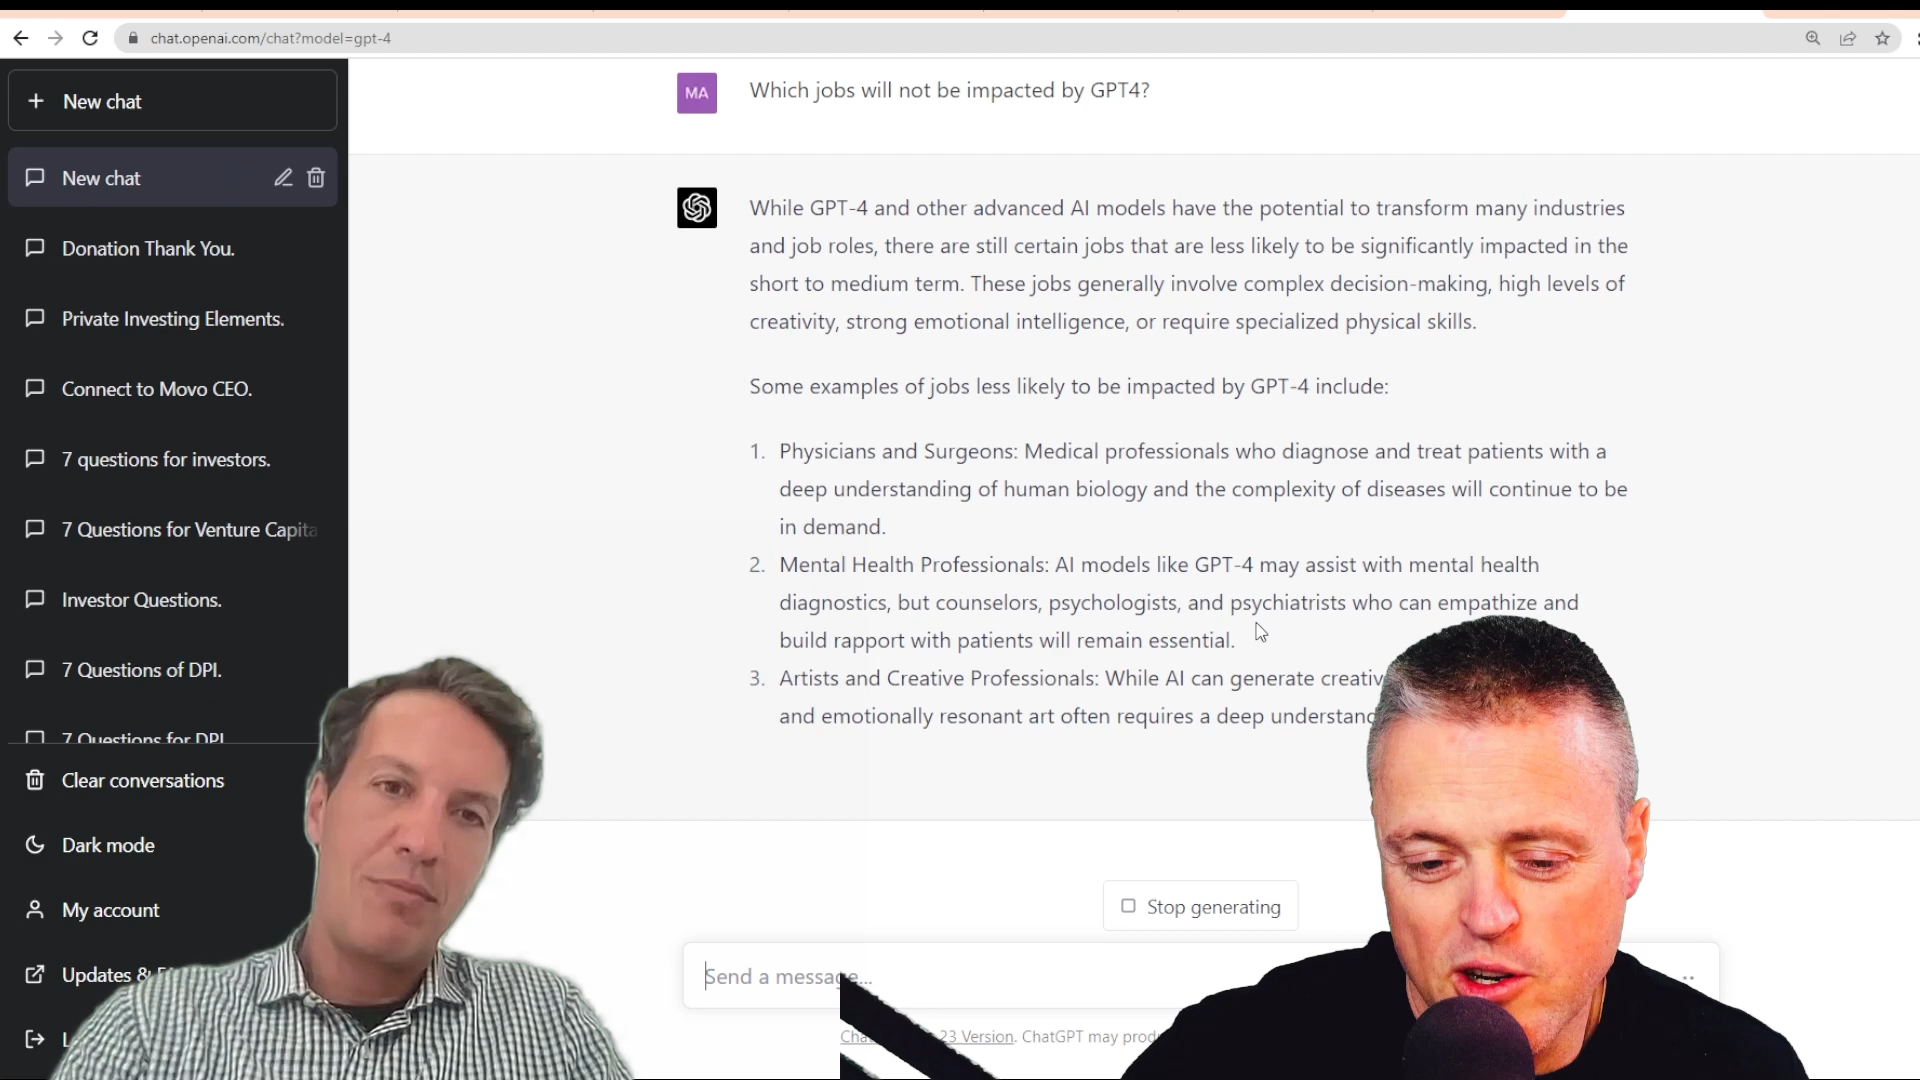 chat.openai.com/chat?model=gpt-4
New chat
New chat
Donation Thank You.
Private Investing Elements.
Connect to Movo CEO.
7 questions for investors.
7 Questions for Venture Capita
Investor Questions.
7 Questions of DPI.
7 Questions for DPI
Clear conversations
Dark mode
My account
Updates &
MA
Which jobs will not be impacted by GPT4?
While GPT-4 and other advanced AI models have the potential to transform many industries
and job roles, there are still certain jobs that are less likely to be significantly impacted in the
short to medium term. These jobs generally involve complex decision-making, high levels of
creativity, strong emotional intelligence, or require specialized physical skills.
Some examples of jobs less likely to be impacted by GPT-4 include:
1. Physicians and Surgeons: Medical professionals who diagnose and treat patients with a
deep understanding of human biology and the complexity of diseases will continue to be
in demand.
2. Mental Health Professionals: AI models like GPT-4 may assist with mental health
diagnostics, but counselors, psychologists, and psychiatrists who can empathize and
build rapport with patients will remain essential.
3. Artists and Creative Professionals: While AI can generate creativ
and emotionally resonant art often requires a deep understand
Stop generating
Send a message...
23 Version. ChatGPT may prod